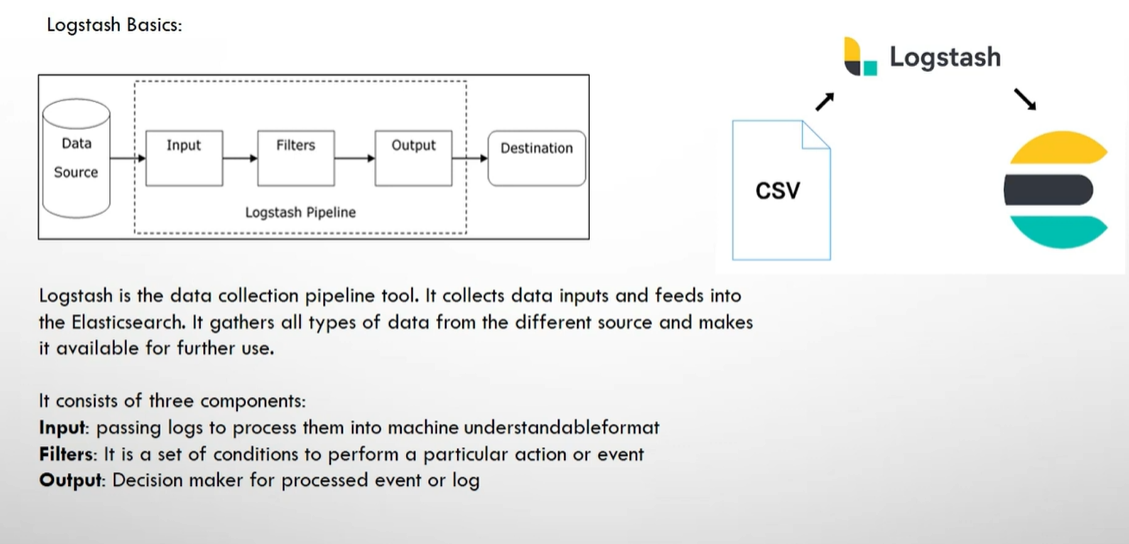 Logstash Basics:
Data
Source
Input
Filters
Output
Destination
Logstash Pipeline
Logstash
CSV
Logstash is the data collection pipeline tool. It collects data inputs and feeds into
the Elasticsearch. It gathers all types of data from the different source and makes
it available for further use.
It consists of three components:
Input: passing logs to process them into machine understandableformat
Filters: It is a set of conditions to perform a particular action or event
Output: Decision maker for processed event or log